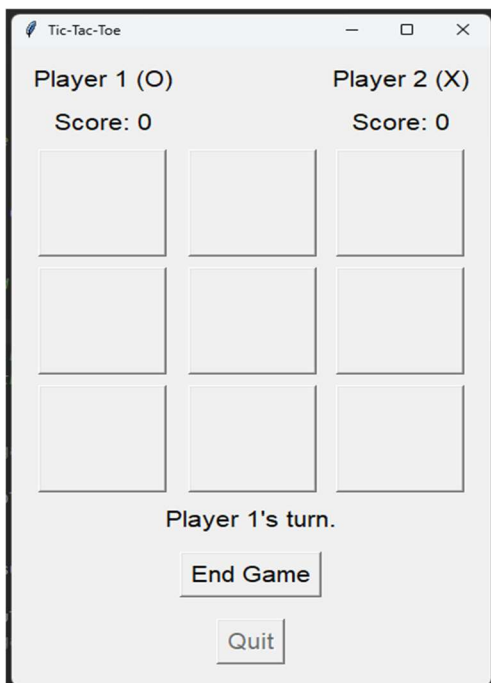 Tic-Tac-Toe
Player 1 (O) Player 2 (X)
Score: 0 Score: 0
Player 1's turn.
End Game
Quit